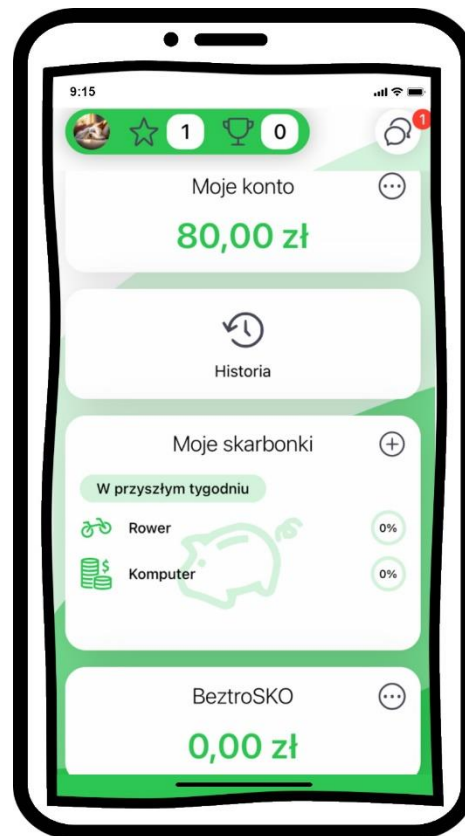 9:15
1 0 1
Moje konto
80,00 zł
Historia
Moje skarbonki
W przyszłym tygodniu
Rower 0%
Komputer 0%
BeztroSKO
0,00 zł